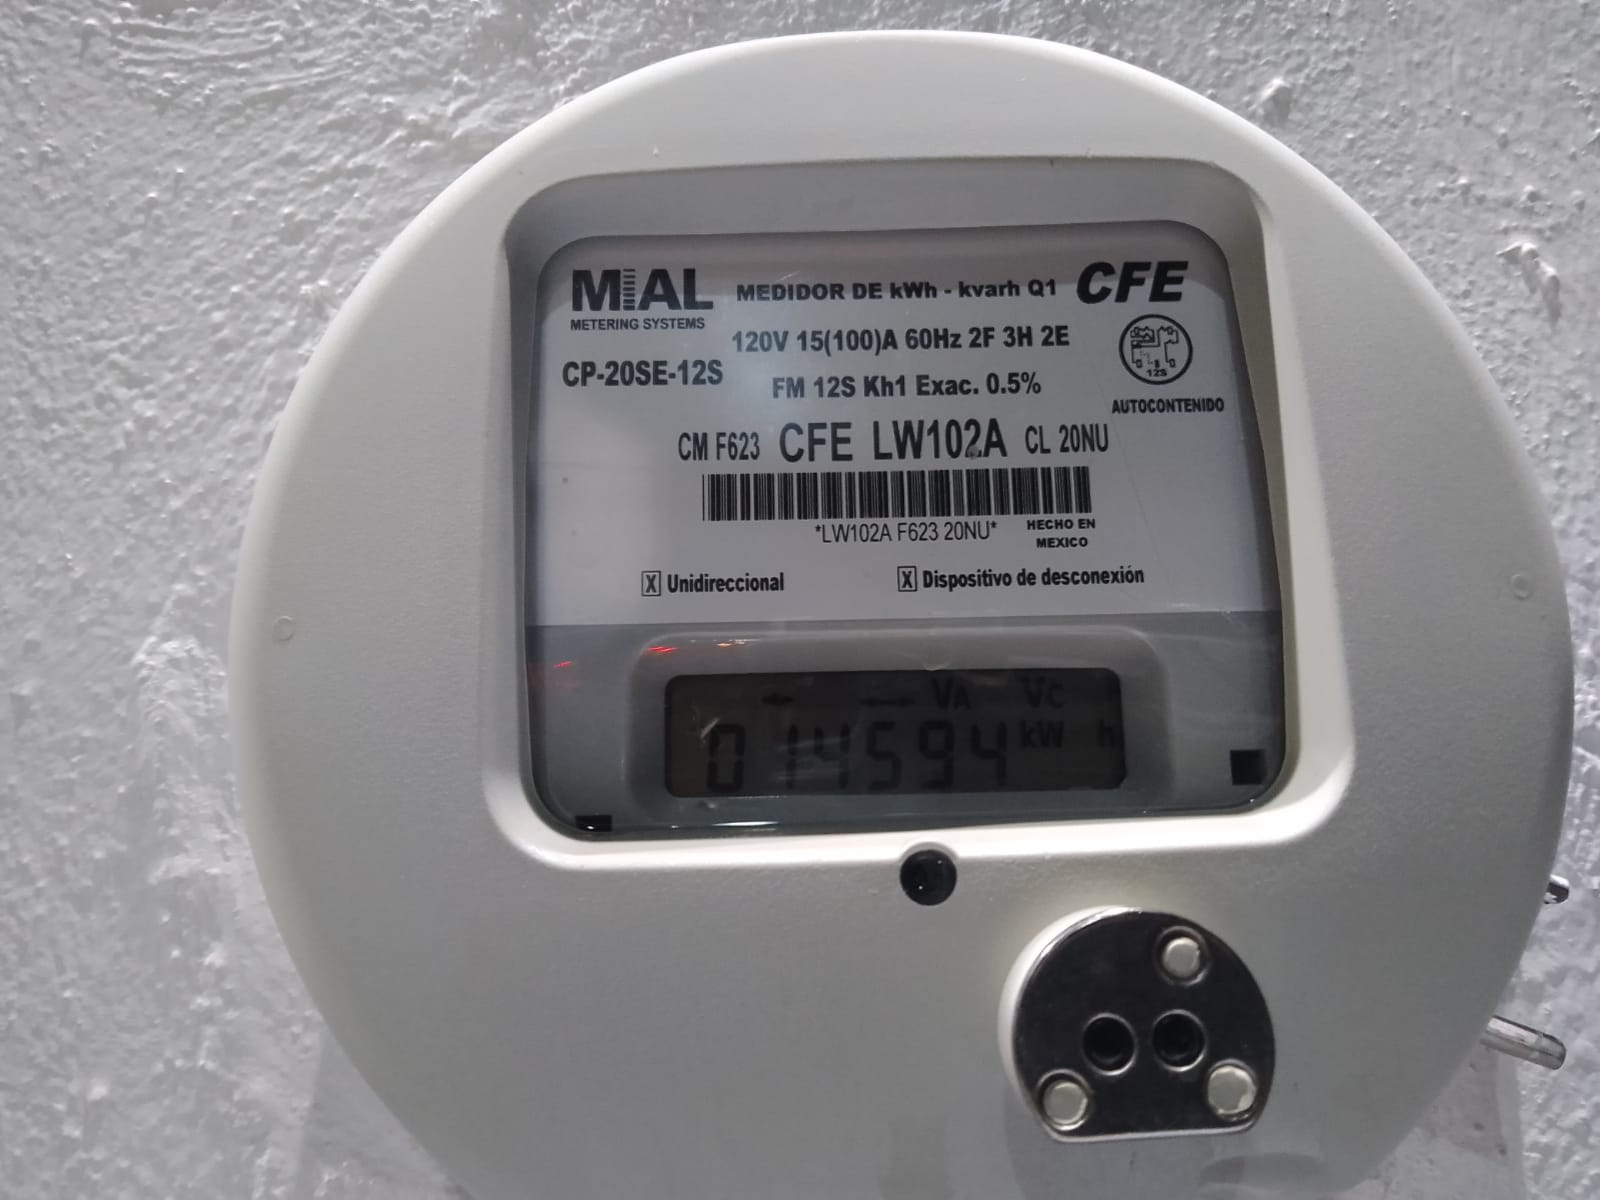 MIAL
METERING SYSTEMS
MEDIDOR DE kWh - kvarh Q1
CFE
120V 15(100)A 60Hz 2F 3H 2E
CP-20SE-12S
FM 12S Kh1 Exac. 0.5%
12S
AUTOCONTENIDO
CM F623 CFE LW102A CL 20NU
*LW102A F623 20NU*
HECHO EN
MEXICO
X Unidireccional
X Dispositivo de desconexión
VA VC
014594 kW h